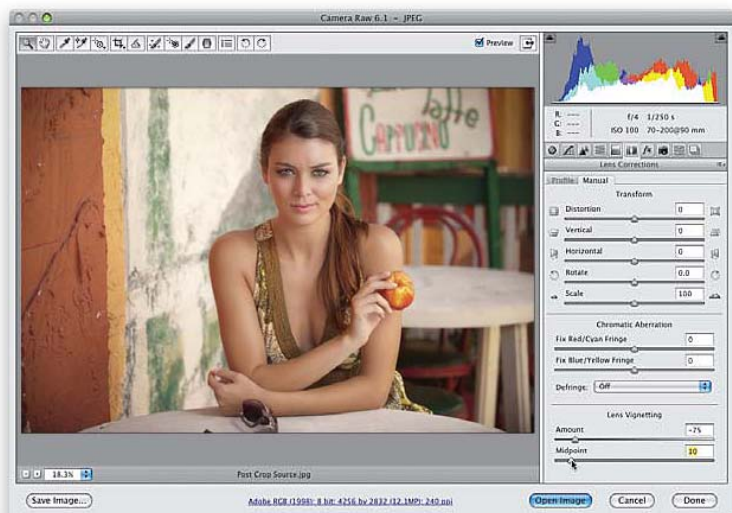 Camera Raw 6.1 - JPEG
Preview
latte
CAPPUCINO
R: ---
G: ---
B: ---
f/4 1/250 s
ISO 100 70-200@90 mm
Lens Corrections
Profile Manual
Transform
Distortion 0
Vertical 0
Horizontal 0
Rotate 0.0
Scale 100
Chromatic Aberration
Fix Red/Cyan Fringe 0
Fix Blue/Yellow Fringe 0
Defringe: Off
Lens Vignetting
Amount -75
Midpoint 10
18.3% Post Crop Source.jpg
Save Image... Adobe RGB (1998); 8 bit; 4256 by 2832 (12.1MP); 240 ppi Open Image Cancel Done